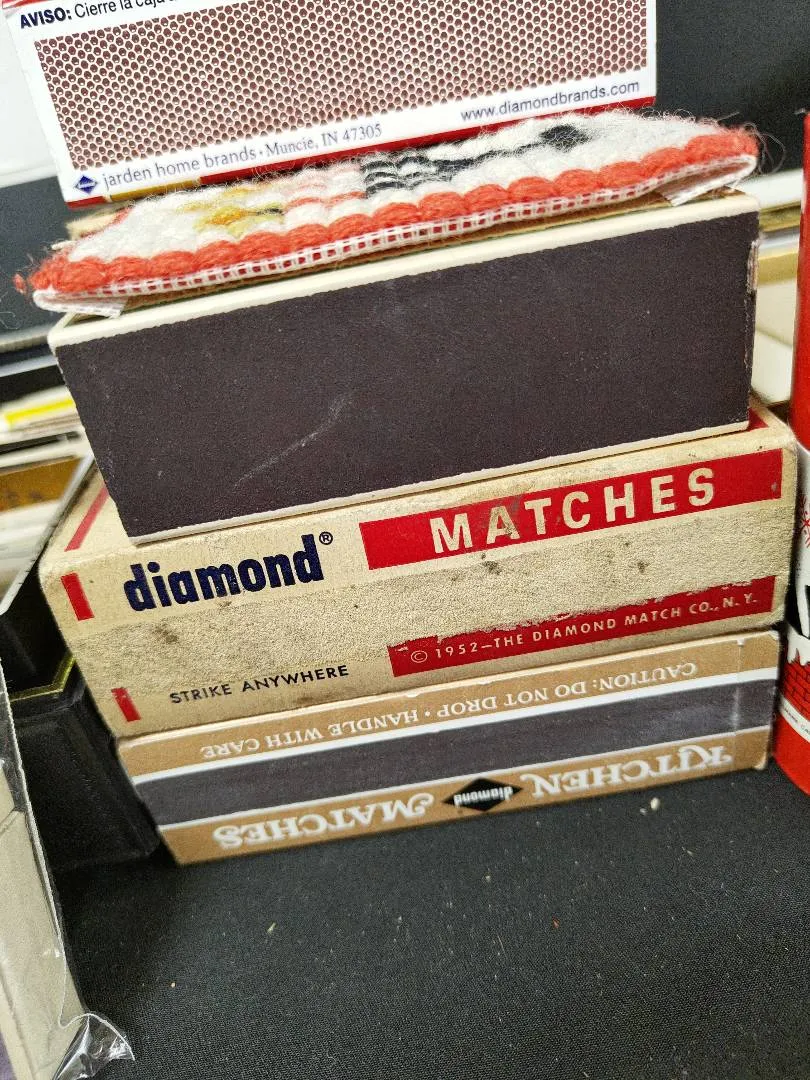 AVISO: Cierre la caja
www.diamondbrands.com
jarden home brands • Muncie, IN 47305
diamond® MATCHES
© 1952—THE DIAMOND MATCH CO., N. Y.
STRIKE ANYWHERE
CAUTION: DO NOT DROP • HANDLE WITH CARE
KITCHEN diamond MATCHES